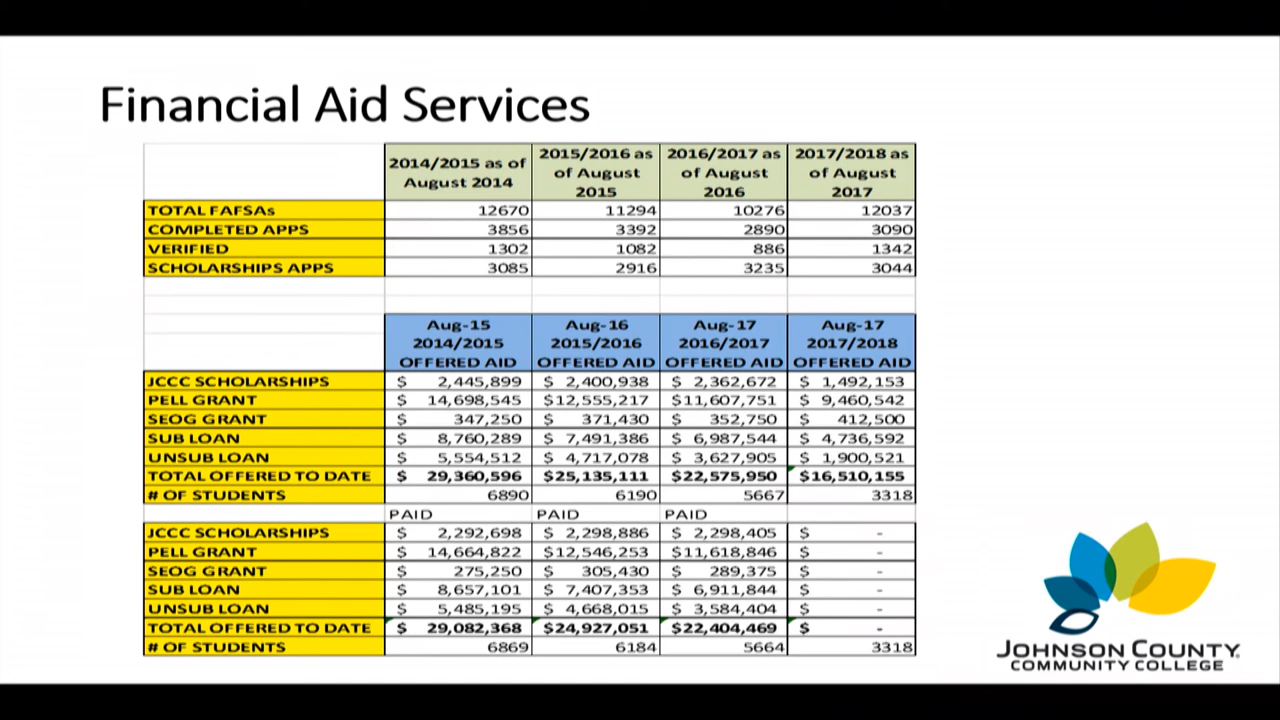 Financial Aid Services
2014/2015 as of August 2014 2015/2016 as of August 2015 2016/2017 as of August 2016 2017/2018 as of August 2017
TOTAL FAFSAs 12670 11294 10276 12037
COMPLETED APPS 3856 3392 2890 3090
VERIFIED 1302 1082 886 1342
SCHOLARSHIPS APPS 3085 2916 3235 3044
Aug-15 Aug-16 Aug-17 Aug-17
2014/2015 2015/2016 2016/2017 2017/2018
OFFERED AID OFFERED AID OFFERED AID OFFERED AID
JCCC SCHOLARSHIPS $ 2,445,899 $ 2,400,938 $ 2,362,672 $ 1,492,153
PELL GRANT $ 14,698,545 $12,555,217 $11,607,751 $ 9,460,542
SEOG GRANT $ 347,250 $ 371,430 $ 352,750 $ 412,500
SUB LOAN $ 8,760,289 $ 7,491,386 $ 6,987,544 $ 4,736,592
UNSUB LOAN $ 5,554,512 $ 4,717,078 $ 3,627,905 $ 1,900,521
TOTAL OFFERED TO DATE $ 29,360,596 $25,135,111 $22,575,950 $16,510,155
# OF STUDENTS 6890 6190 5667 3318
PAID PAID PAID
JCCC SCHOLARSHIPS $ 2,292,698 $ 2,298,886 $ 2,298,405 $ -
PELL GRANT $ 14,664,822 $12,546,253 $11,618,846 $ -
SEOG GRANT $ 275,250 $ 305,430 $ 289,375 $ -
SUB LOAN $ 8,657,101 $ 7,407,353 $ 6,911,844 $ -
UNSUB LOAN $ 5,485,195 $ 4,668,015 $ 3,584,404 $ -
TOTAL OFFERED TO DATE $ 29,082,368 $24,927,051 $22,404,469 $ -
# OF STUDENTS 6869 6184 5664 3318
JOHNSON COUNTY
COMMUNITY COLLEGE